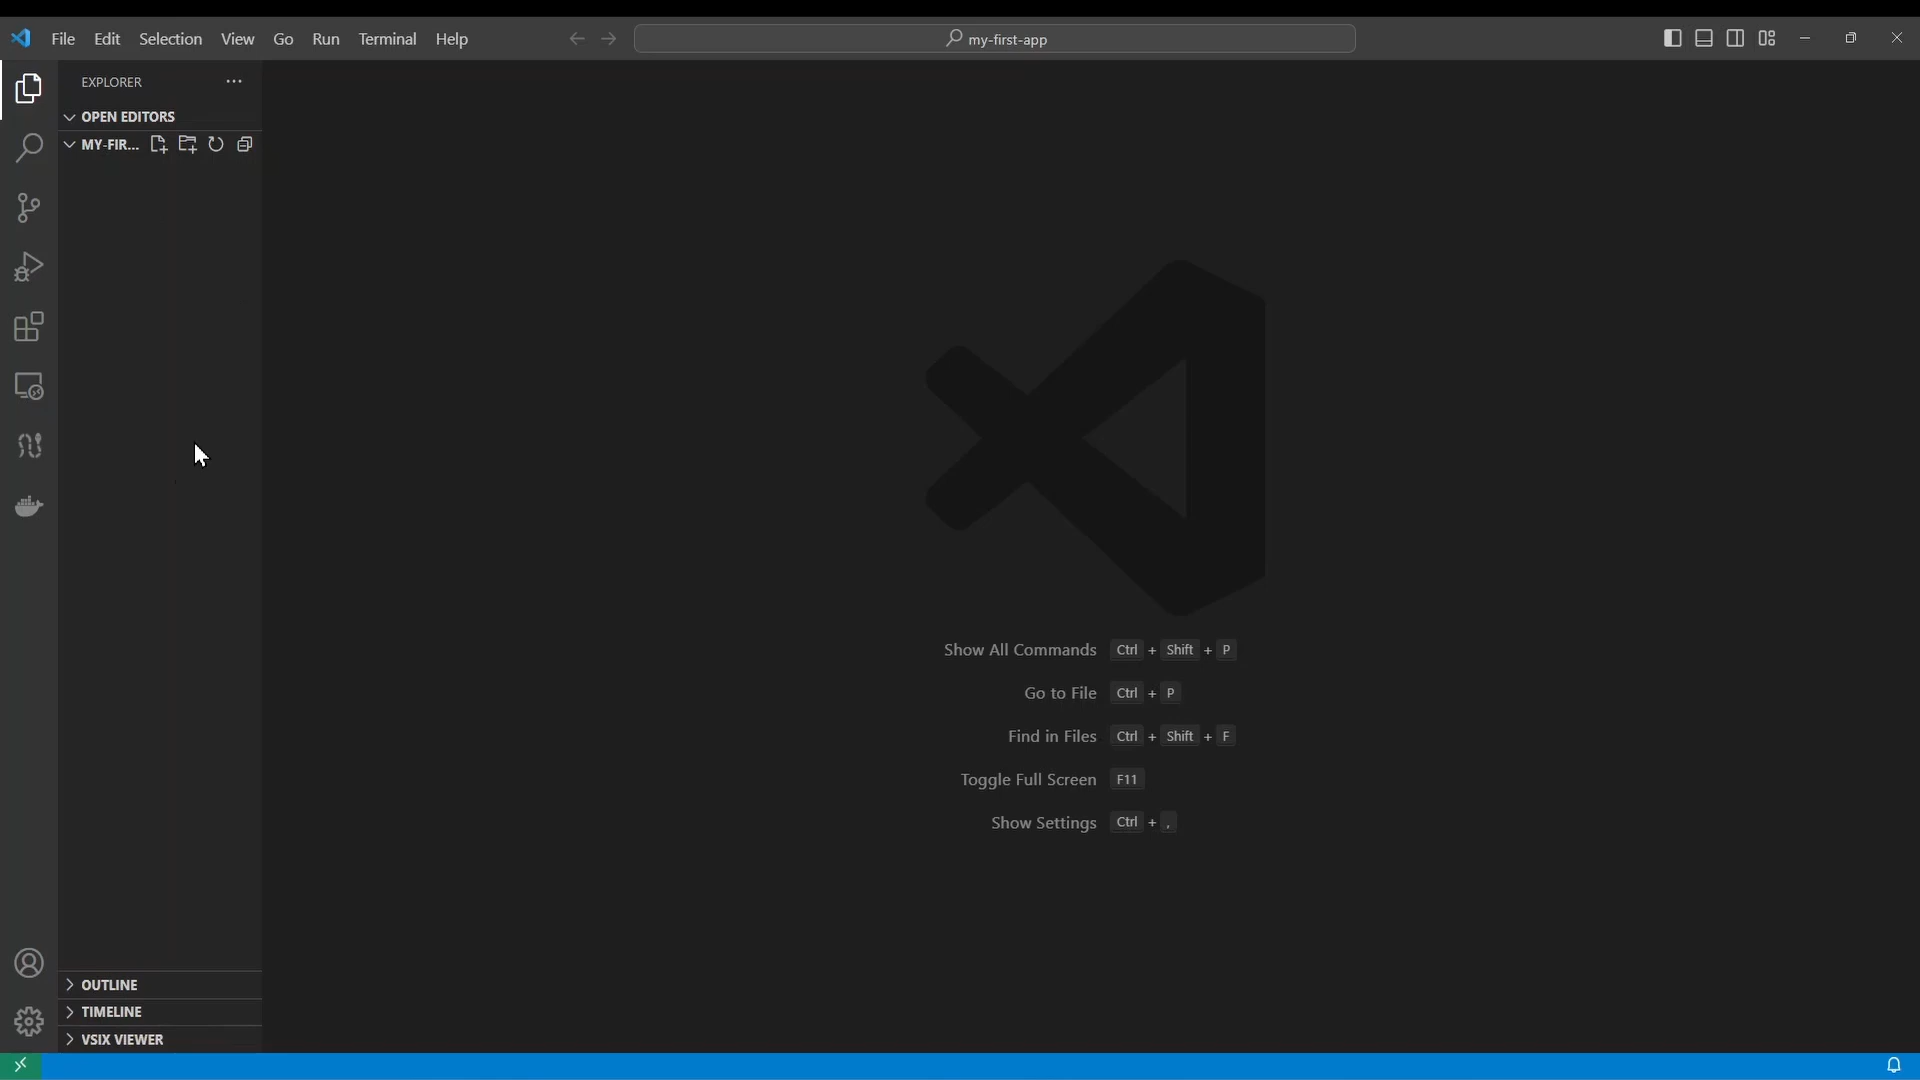 File Edit Selection View Go Run Terminal Help
my-first-app
EXPLORER
OPEN EDITORS
MY-FIR...
Show All Commands Ctrl + Shift + P
Go to File Ctrl + P
Find in Files Ctrl + Shift + F
Toggle Full Screen F11
Show Settings Ctrl + ,
OUTLINE
TIMELINE
VSIX VIEWER